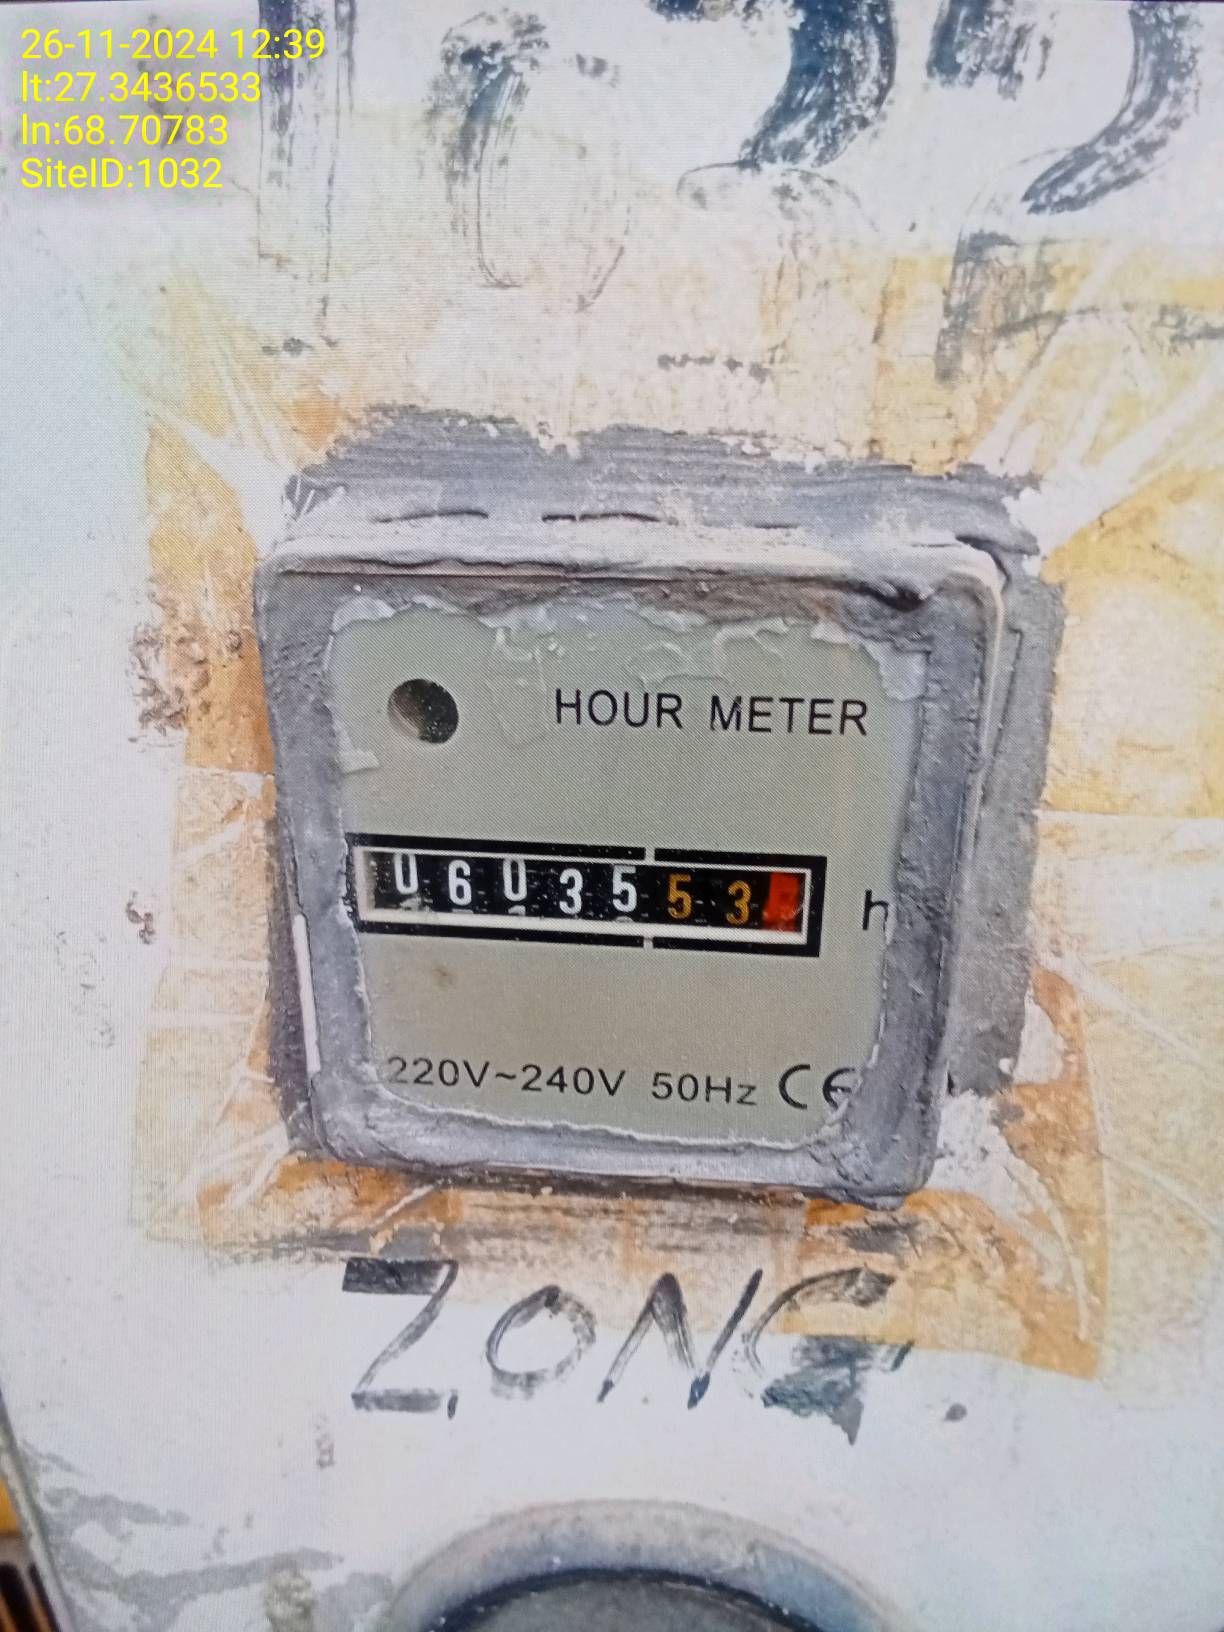 26-11-2024 12:39
lt:27.3436533
ln:68.70783
SiteID:1032
HOUR METER
0603553 h
220V~240V 50Hz CE
ZONG.